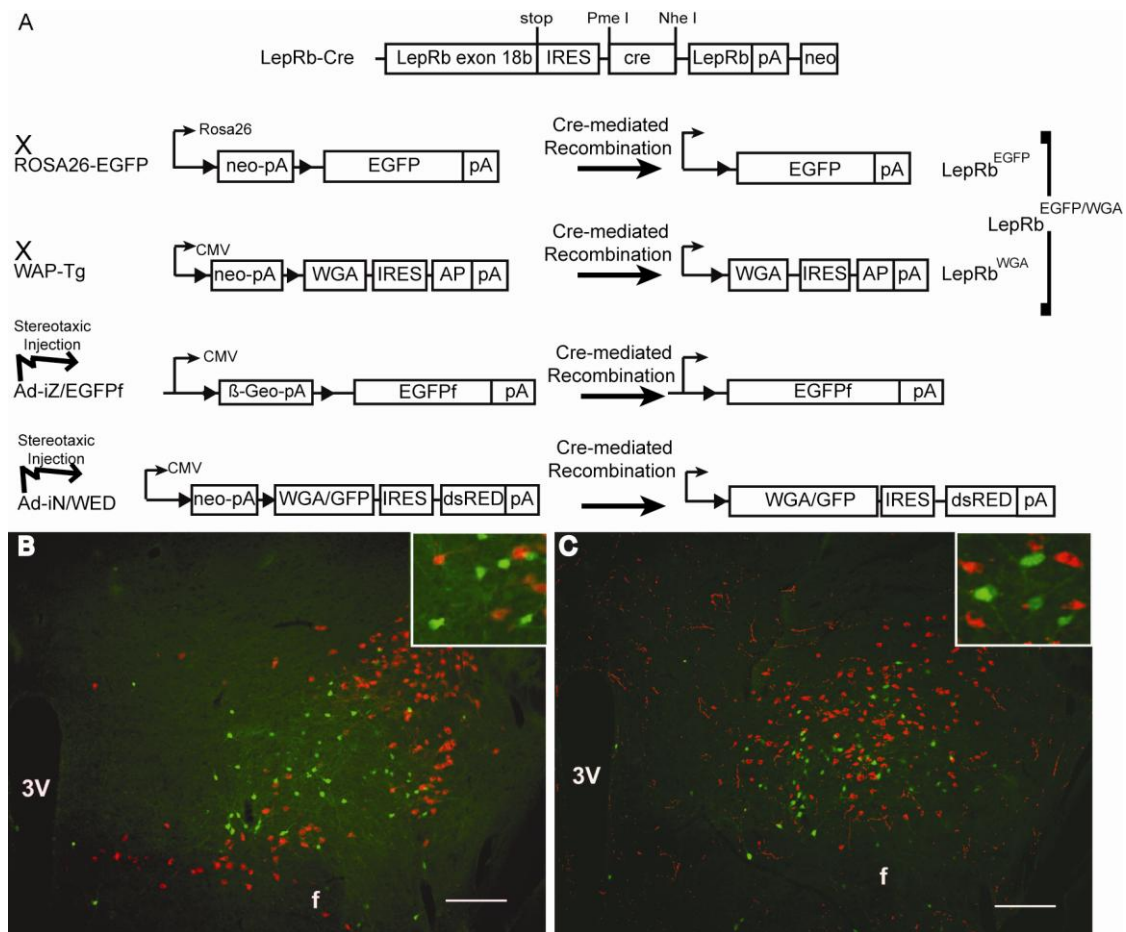 A
stop Pme I Nhe I
LepRb-Cre LepRb exon 18b IRES cre LepRb pA neo
X
ROSA26-EGFP
Rosa26
neo-pA EGFP pA
Cre-mediated
Recombination
EGFP pA
LepRb EGFP
LepRb EGFP/WGA
X
WAP-Tg
CMV
neo-pA WGA IRES AP pA
Cre-mediated
Recombination
WGA IRES AP pA
LepRb WGA
Stereotaxic
Injection
Ad-iZ/EGFPf
CMV
ß-Geo-pA EGFPf pA
Cre-mediated
Recombination
EGFPf pA
Stereotaxic
Injection
Ad-iN/WED
CMV
neo-pA WGA/GFP IRES dsRED pA
Cre-mediated
Recombination
WGA/GFP IRES dsRED pA
B
3V
f
C
3V
f